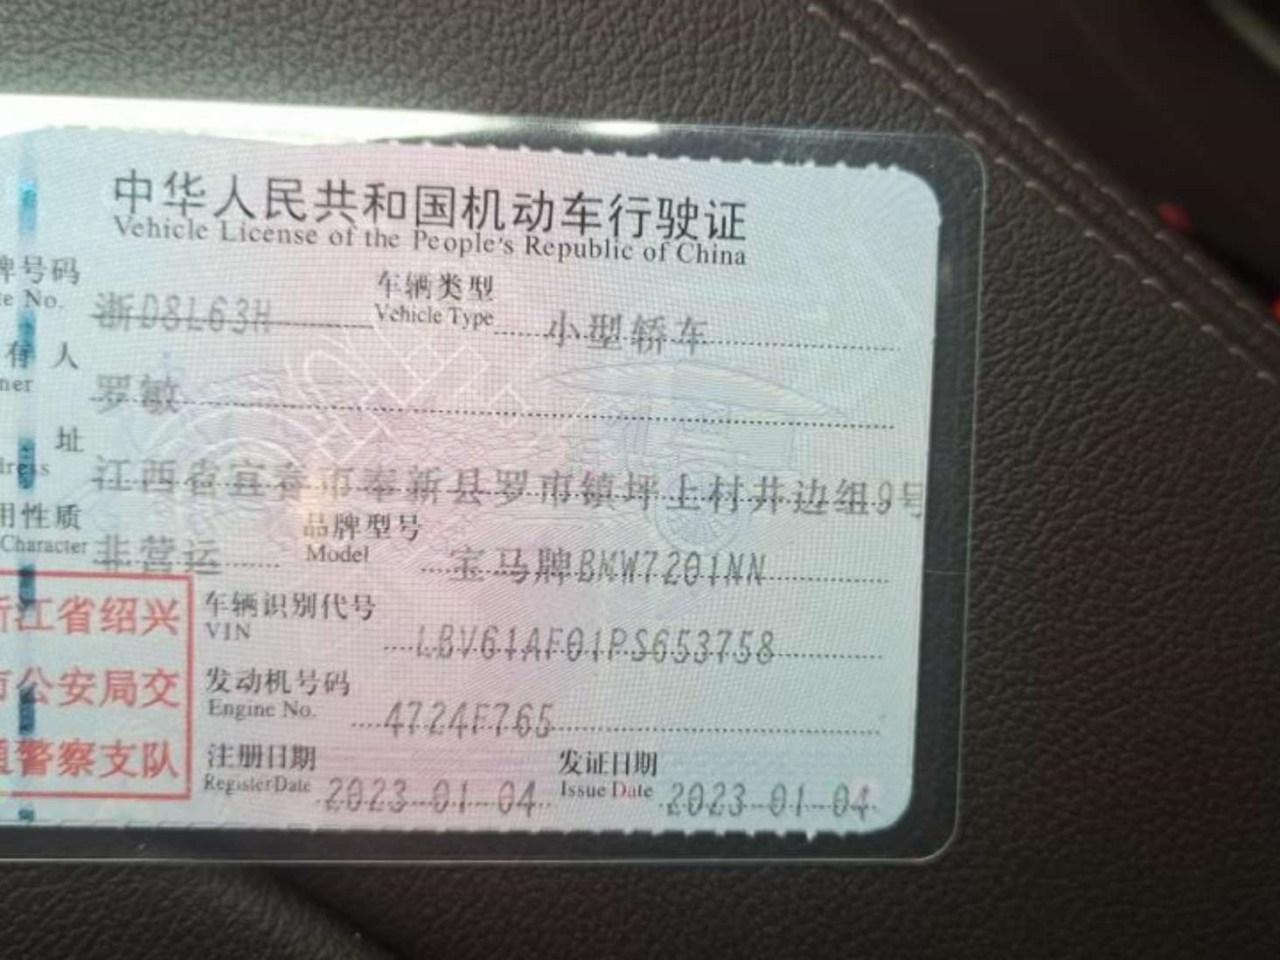 中华人民共和国机动车行驶证
Vehicle License of the People's Republic of China
牌号码 浙D8L63H 车辆类型 小型轿车
te No. Vehicle Type
有人 罗敏
ner
址 江西省宜春市奉新县罗市镇坪上村井边组9号
dress
用性质 非营运 品牌型号 宝马牌BMW7201NN
Character Model
浙江省绍兴
市公安局交
通警察支队
车辆识别代号 LBV61AF01PS653758
VIN
发动机号码 4724F765
Engine No.
注册日期 2023-01-04 发证日期 2023-01-04
Register Date Issue Date